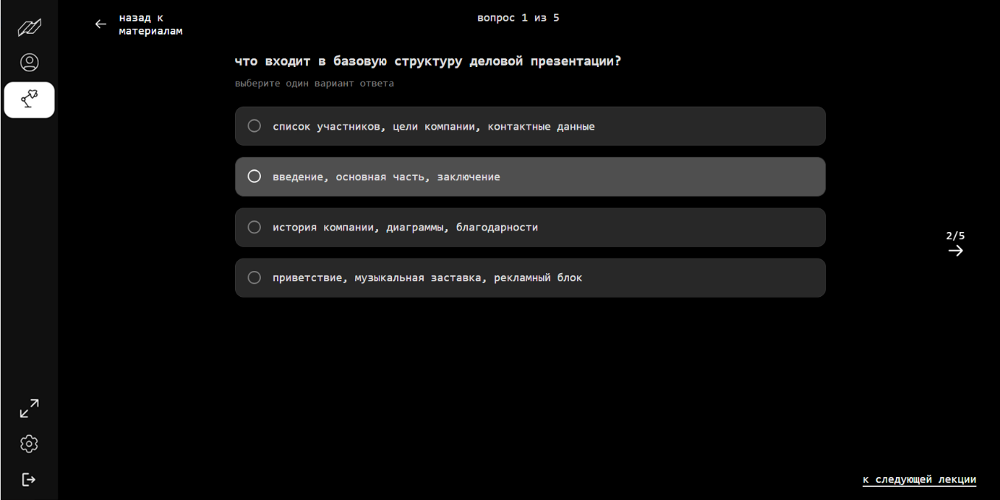 назад к
материалам
вопрос 1 из 5
что входит в базовую структуру деловой презентации?
выберите один вариант ответа
список участников, цели компании, контактные данные
введение, основная часть, заключение
история компании, диаграммы, благодарности
приветствие, музыкальная заставка, рекламный блок
2/5
к следующей лекции